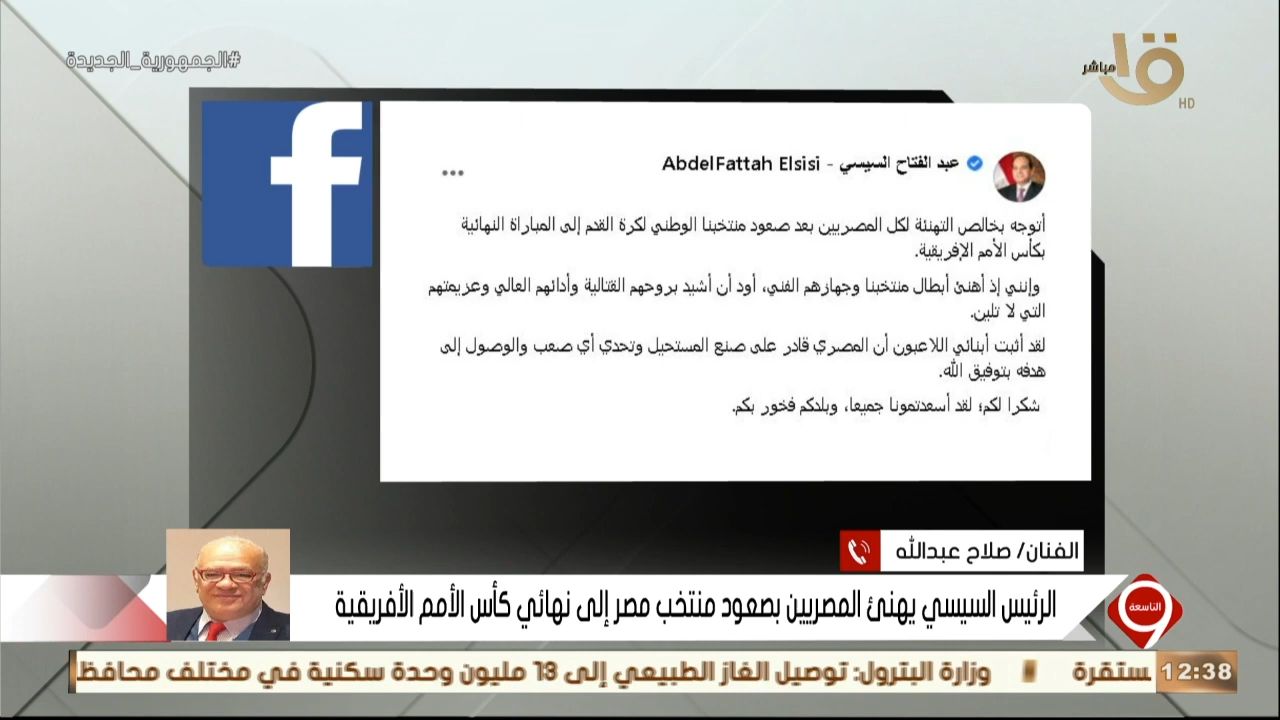 #الجمهورية_الجديدة
مباشر
HD
عبد الفتاح السيسي - AbdelFattah Elsisi
أتوجه بخالص التهنئة لكل المصريين بعد صعود منتخبنا الوطني لكرة القدم إلى المباراة النهائية
بكأس الأمم الإفريقية.
وإنني إذ أهنئ أبطال منتخبنا وجهازهم الفني، أود أن أشيد بروحهم القتالية وأدائهم العالي وعزيمتهم
التي لا تلين.
لقد أثبت أبنائي اللاعبون أن المصري قادر على صنع المستحيل وتحدي أي صعب والوصول إلى
هدفه بتوفيق الله.
شكرا لكم؛ لقد أسعدتمونا جميعا، وبلدكم فخور بكم.
الفنان/ صلاح عبدالله
الرئيس السيسي يهنئ المصريين بصعود منتخب مصر إلى نهائي كأس الأمم الأفريقية
التاسعة
9
12:38
ستقرة وزارة البترول: توصيل الغاز الطبيعي إلى 13 مليون وحدة سكنية في مختلف محافظ